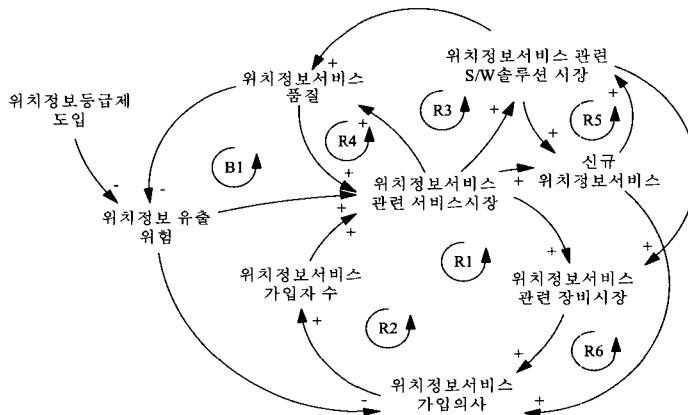 위치정보서비스 관련
S/W솔루션 시장
+
+
위치정보서비스
품질
R3
+
+
R5
위치정보등급제
도입
+
R4
+
신규
위치정보서비스
B1
-
-
+
위치정보서비스
관련 서비스시장
+
위치정보 유출
위험
+
+
R1
+
+
위치정보서비스
가입자 수
위치정보서비스
관련 장비시장
+
R2
+
R6
-
위치정보서비스
가입의사
+